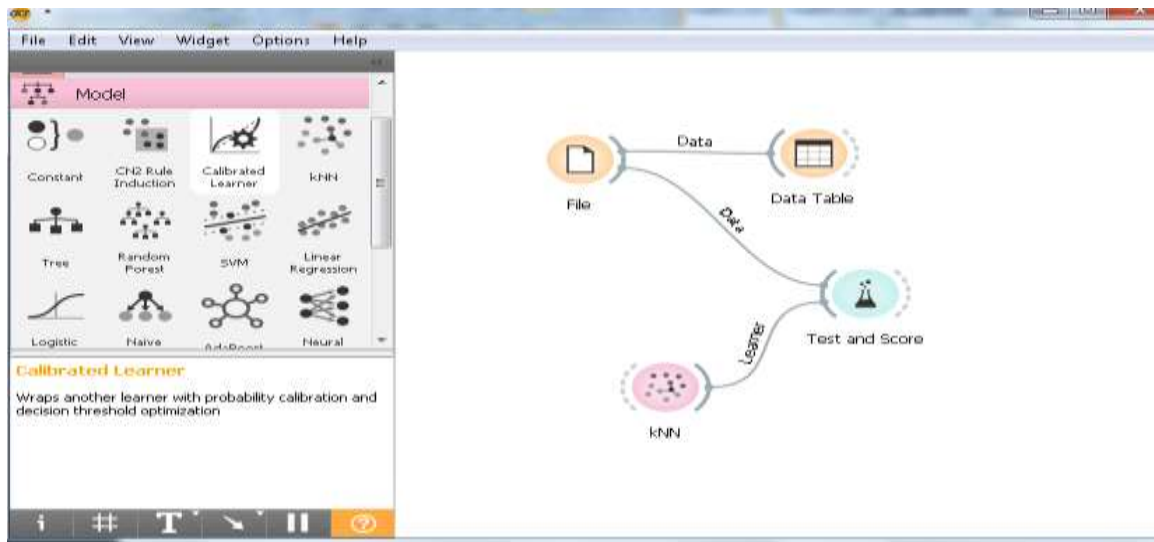 File Edit View Widget Options Help
Model
Constant
CN2 Rule
Induction
Calibrated
Learner
kNN
Tree
Random
Forest
SVM
Linear
Regression
Logistic
Naive
AdaBoost
Neural
Calibrated Learner
Wraps another learner with probability calibration and
decision threshold optimization
Data
File
Data Table
Data
Test and Score
Learner
kNN